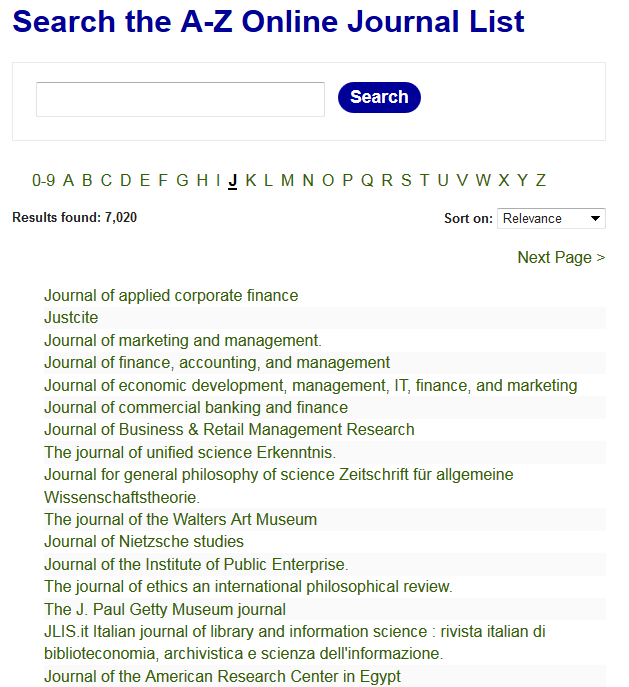 Search the A-Z Online Journal List
Search
0-9 A B C D E F G H I J K L M N O P Q R S T U V W X Y Z
Results found: 7,020
Sort on: Relevance
Next Page >
Journal of applied corporate finance
Justcite
Journal of marketing and management.
Journal of finance, accounting, and management
Journal of economic development, management, IT, finance, and marketing
Journal of commercial banking and finance
Journal of Business & Retail Management Research
The journal of unified science Erkenntnis.
Journal for general philosophy of science Zeitschrift für allgemeine
Wissenschaftstheorie.
The journal of the Walters Art Museum
Journal of Nietzsche studies
Journal of the Institute of Public Enterprise.
The journal of ethics an international philosophical review.
The J. Paul Getty Museum journal
JLIS.it Italian journal of library and information science : rivista italian di
biblioteconomia, archivistica e scienza dell'informazione.
Journal of the American Research Center in Egypt